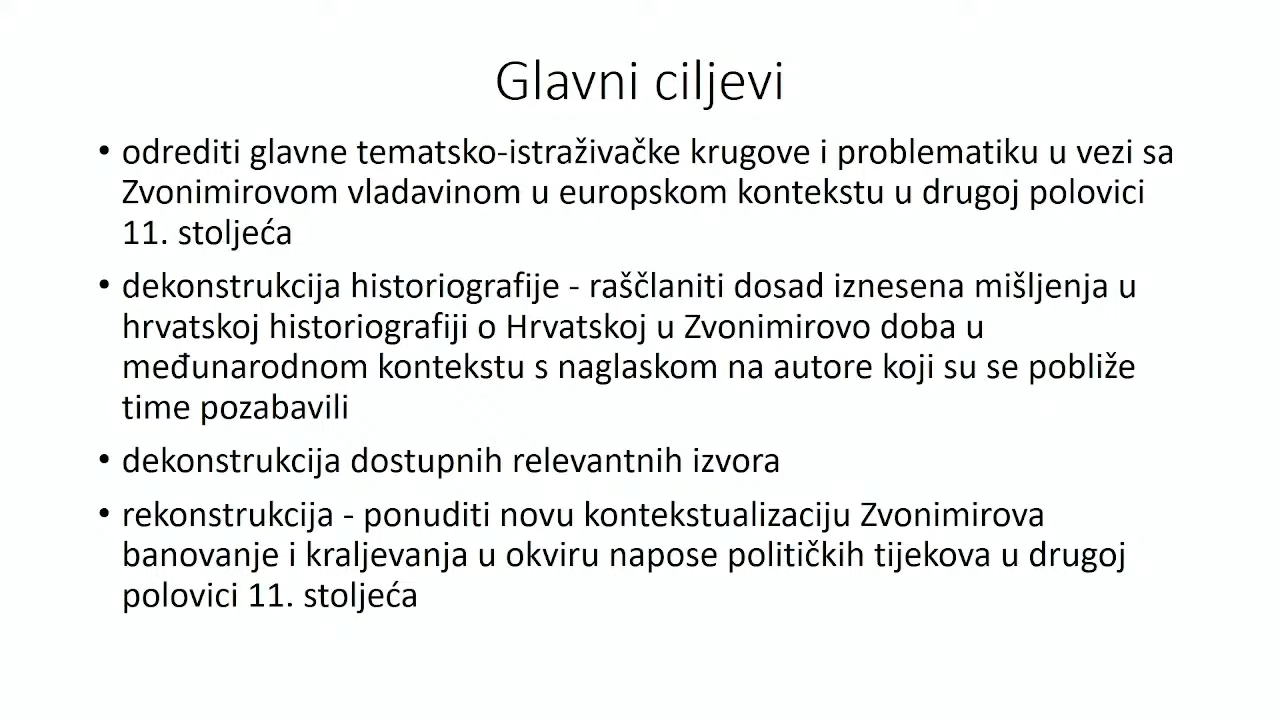 Glavni ciljevi
• odrediti glavne tematsko-istraživačke krugove i problematiku u vezi sa
Zvonimirovom vladavinom u europskom kontekstu u drugoj polovici
11. stoljeća
• dekonstrukcija historiografije - raščlaniti dosad iznesena mišljenja u
hrvatskoj historiografiji o Hrvatskoj u Zvonimirovo doba u
međunarodnom kontekstu s naglaskom na autore koji su se pobliže
time pozabavili
• dekonstrukcija dostupnih relevantnih izvora
• rekonstrukcija - ponuditi novu kontekstualizaciju Zvonimirova
banovanje i kraljevanja u okviru napose političkih tijekova u drugoj
polovici 11. stoljeća